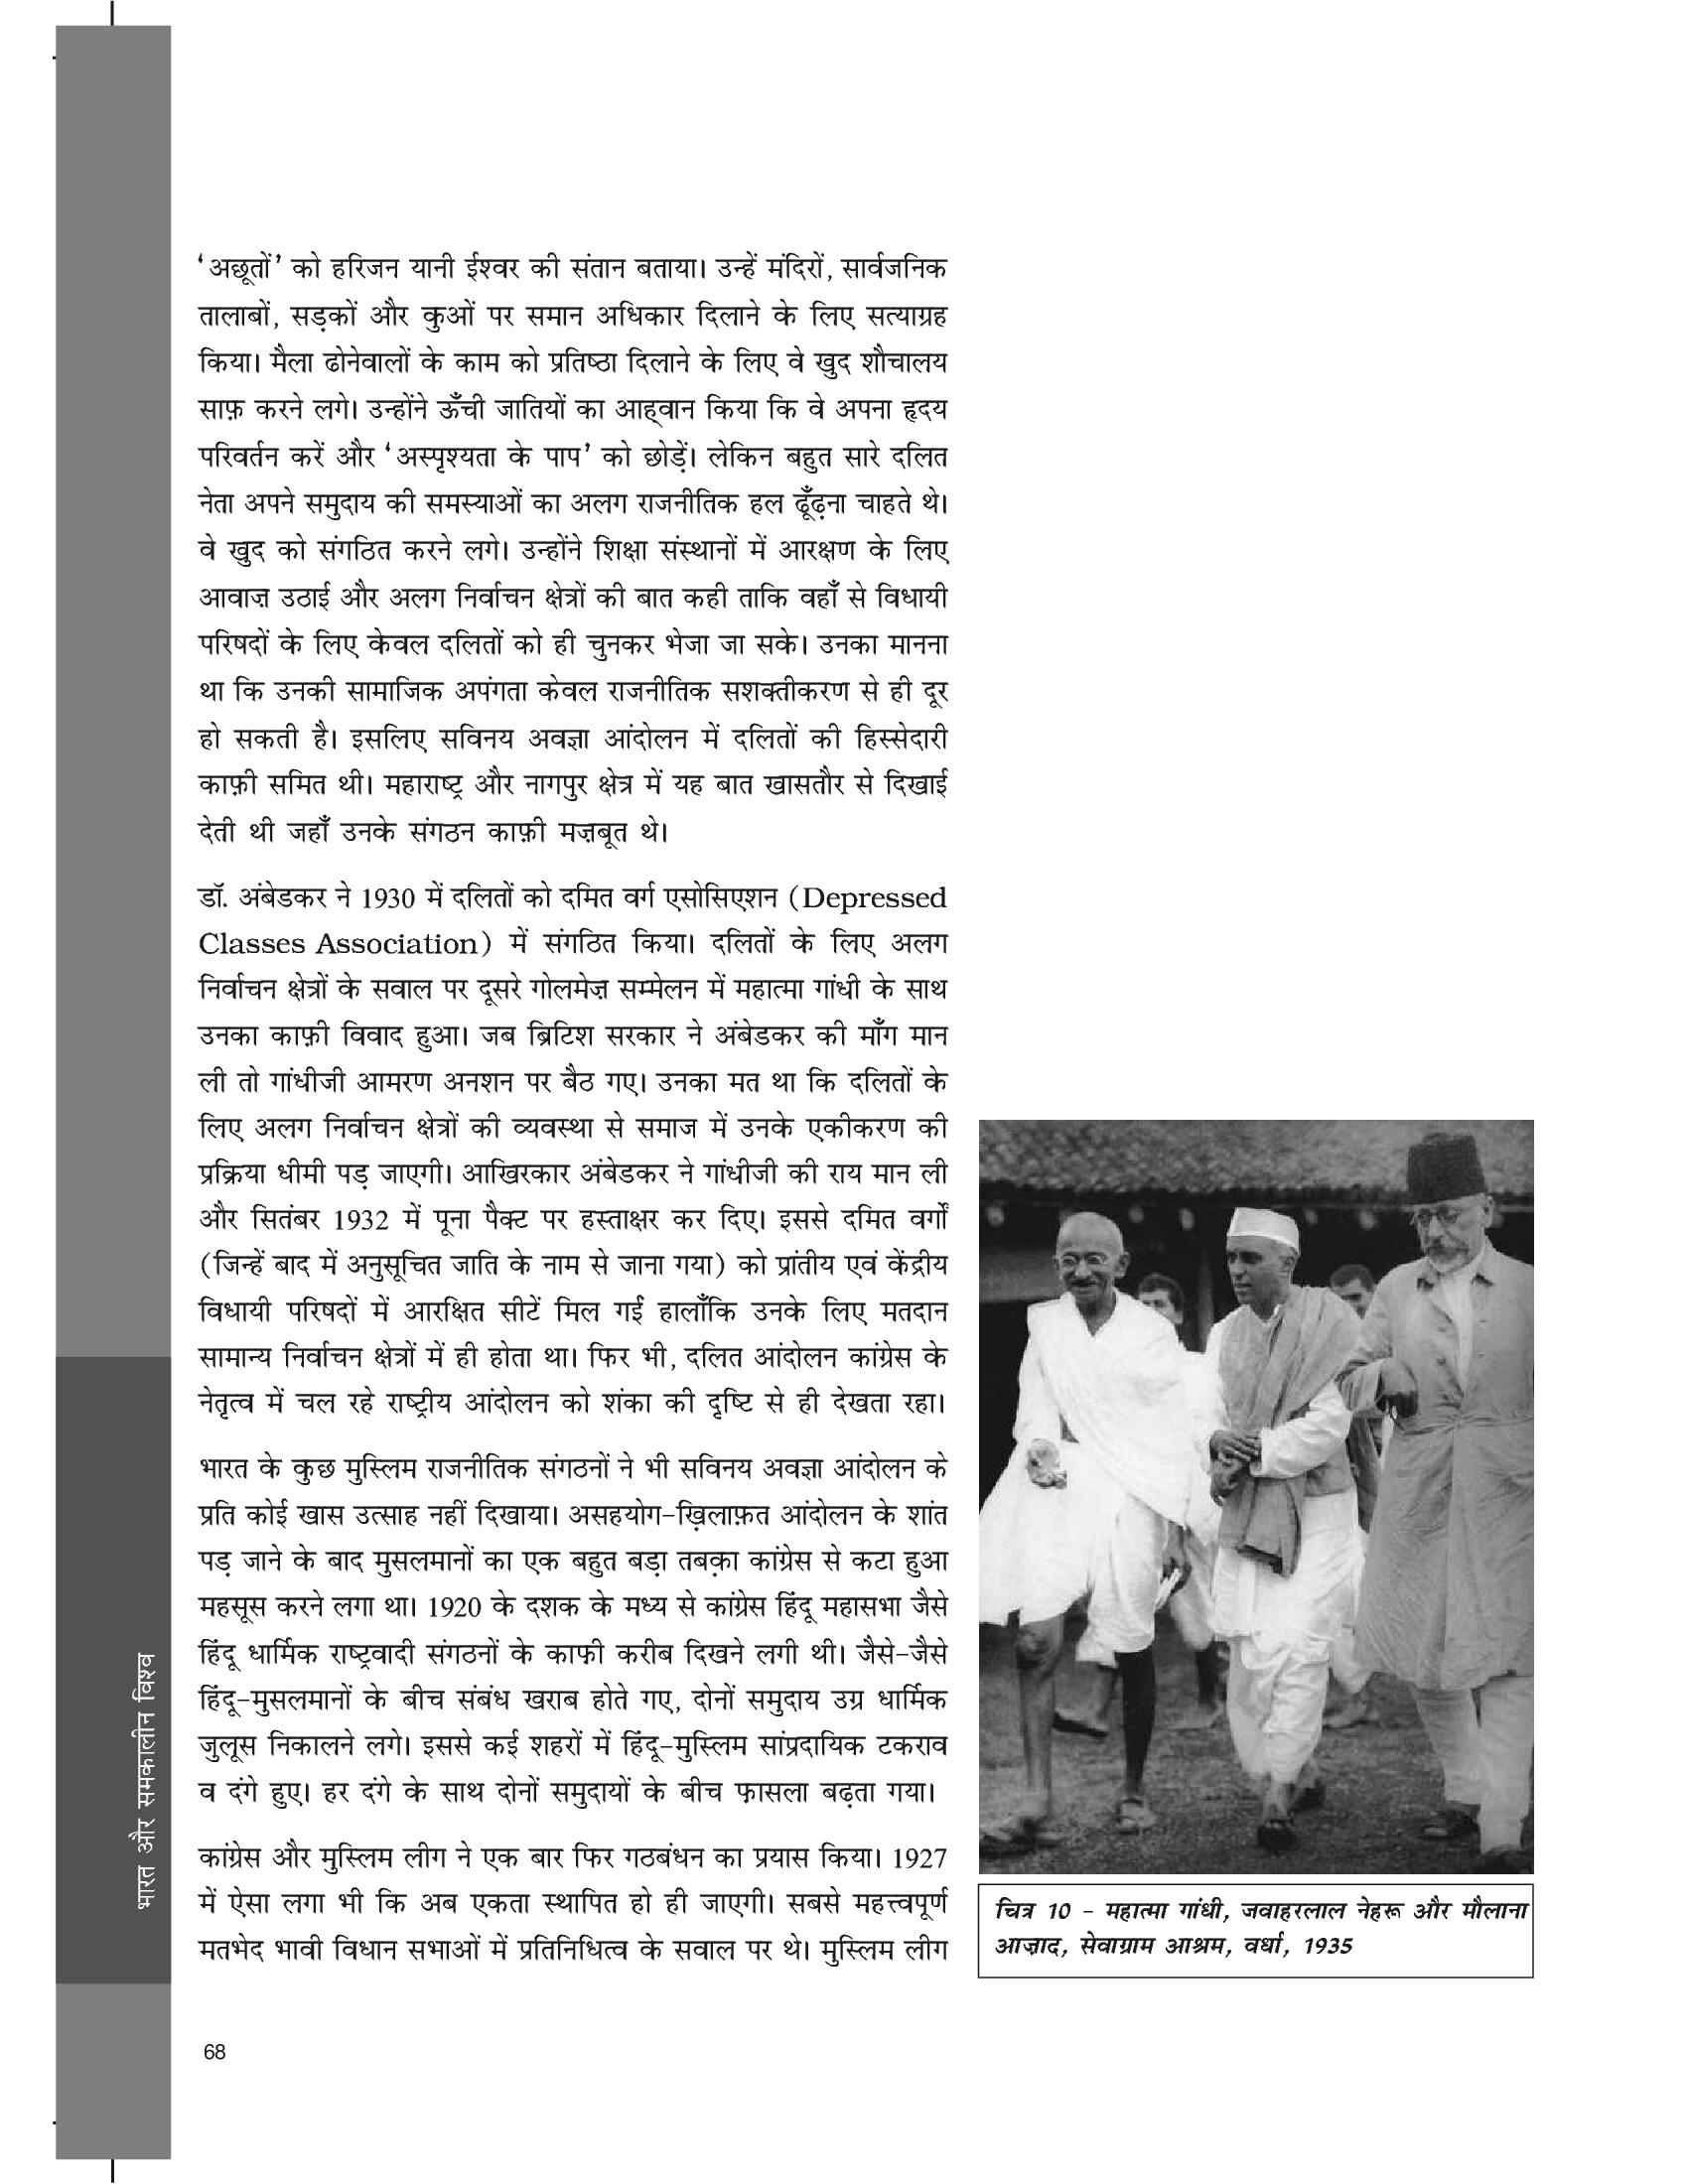 ‘अछूतों’ को हरिजन यानी ईश्वर की संतान बताया। उन्हें मंदिरों, सार्वजनिक
तालाबों, सड़कों और कुओं पर समान अधिकार दिलाने के लिए सत्याग्रह
किया। मैला ढोनेवालों के काम को प्रतिष्ठा दिलाने के लिए वे खुद शौचालय
साफ़ करने लगे। उन्होंने ऊँची जातियों का आह्वान किया कि वे अपना हृदय
परिवर्तन करें और ‘अस्पृश्यता के पाप’ को छोड़ें। लेकिन बहुत सारे दलित
नेता अपने समुदाय की समस्याओं का अलग राजनीतिक हल ढूँढ़ना चाहते थे।
वे खुद को संगठित करने लगे। उन्होंने शिक्षा संस्थानों में आरक्षण के लिए
आवाज़ उठाई और अलग निर्वाचन क्षेत्रों की बात कही ताकि वहाँ से विधायी
परिषदों के लिए केवल दलितों को ही चुनकर भेजा जा सके। उनका मानना
था कि उनकी सामाजिक अपंगता केवल राजनीतिक सशक्तीकरण से ही दूर
हो सकती है। इसलिए सविनय अवज्ञा आंदोलन में दलितों की हिस्सेदारी
काफ़ी समित थी। महाराष्ट्र और नागपुर क्षेत्र में यह बात खासतौर से दिखाई
देती थी जहाँ उनके संगठन काफ़ी मज़बूत थे।
डॉ. अंबेडकर ने 1930 में दलितों को दमित वर्ग एसोसिएशन (Depressed
Classes Association) में संगठित किया। दलितों के लिए अलग
निर्वाचन क्षेत्रों के सवाल पर दूसरे गोलमेज़ सम्मेलन में महात्मा गांधी के साथ
उनका काफ़ी विवाद हुआ। जब ब्रिटिश सरकार ने अंबेडकर की माँग मान
ली तो गांधीजी आमरण अनशन पर बैठ गए। उनका मत था कि दलितों के
लिए अलग निर्वाचन क्षेत्रों की व्यवस्था से समाज में उनके एकीकरण की
प्रक्रिया धीमी पड़ जाएगी। आखिरकार अंबेडकर ने गांधीजी की राय मान ली
और सितंबर 1932 में पूना पैक्ट पर हस्ताक्षर कर दिए। इससे दमित वर्गों
(जिन्हें बाद में अनुसूचित जाति के नाम से जाना गया) को प्रांतीय एवं केंद्रीय
विधायी परिषदों में आरक्षित सीटें मिल गईं हालाँकि उनके लिए मतदान
सामान्य निर्वाचन क्षेत्रों में ही होता था। फिर भी, दलित आंदोलन कांग्रेस के
नेतृत्व में चल रहे राष्ट्रीय आंदोलन को शंका की दृष्टि से ही देखता रहा।
भारत के कुछ मुस्लिम राजनीतिक संगठनों ने भी सविनय अवज्ञा आंदोलन के
प्रति कोई खास उत्साह नहीं दिखाया। असहयोग-ख़िलाफ़त आंदोलन के शांत
पड़ जाने के बाद मुसलमानों का एक बहुत बड़ा तबक़ा कांग्रेस से कटा हुआ
महसूस करने लगा था। 1920 के दशक के मध्य से कांग्रेस हिंदू महासभा जैसे
हिंदू धार्मिक राष्ट्रवादी संगठनों के काफी करीब दिखने लगी थी। जैसे-जैसे
हिंदू-मुसलमानों के बीच संबंध खराब होते गए, दोनों समुदाय उग्र धार्मिक
जुलूस निकालने लगे। इससे कई शहरों में हिंदू-मुस्लिम सांप्रदायिक टकराव
व दंगे हुए। हर दंगे के साथ दोनों समुदायों के बीच फ़ासला बढ़ता गया।
कांग्रेस और मुस्लिम लीग ने एक बार फिर गठबंधन का प्रयास किया। 1927
में ऐसा लगा भी कि अब एकता स्थापित हो ही जाएगी। सबसे महत्त्वपूर्ण
मतभेद भावी विधान सभाओं में प्रतिनिधित्व के सवाल पर थे। मुस्लिम लीग
चित्र 10 – महात्मा गांधी, जवाहरलाल नेहरू और मौलाना
आज़ाद, सेवाग्राम आश्रम, वर्धा, 1935
भारत और समकालीन विश्व
68